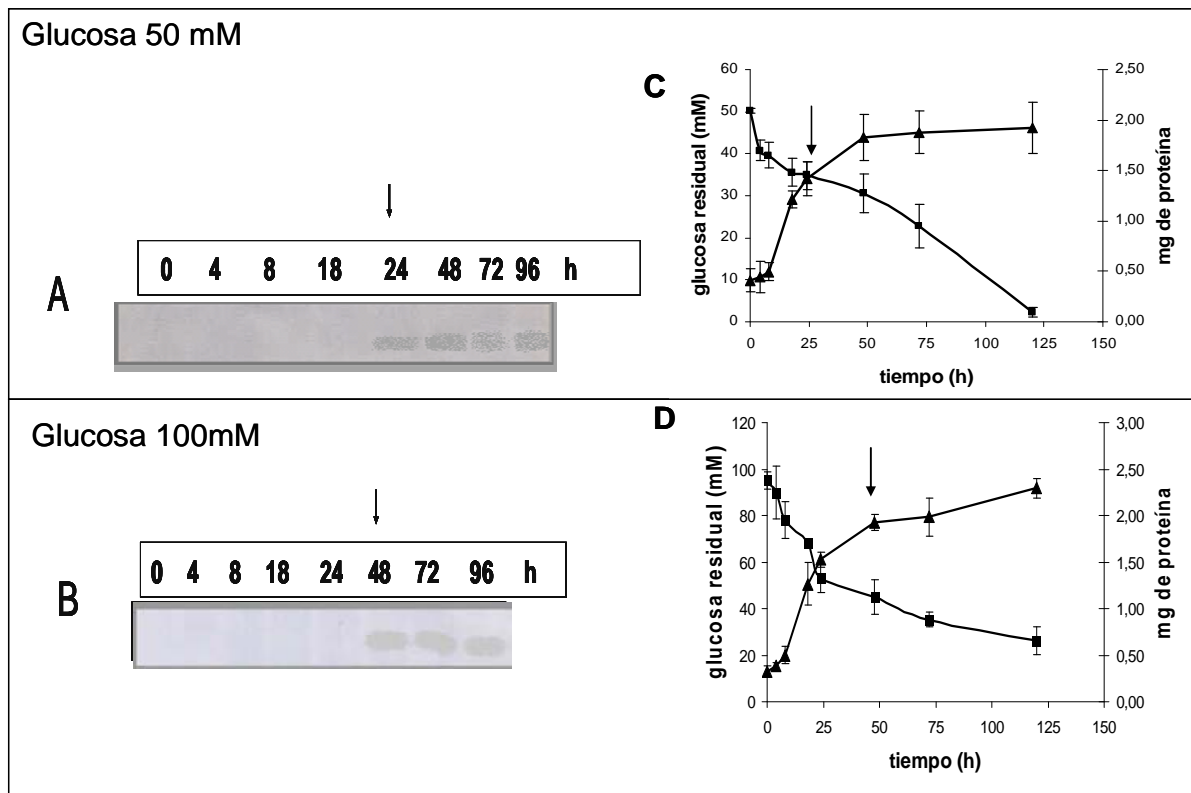 Glucosa 50 mM
A
0 4 8 18 24 48 72 96 h
C
glucosa residual (mM)
60
50
40
30
20
10
0
2,50
2,00
1,50
1,00
0,50
0,00
mg de proteína
0 25 50 75 100 125 150
tiempo (h)
Glucosa 100mM
B
0 4 8 18 24 48 72 96 h
D
glucosa residual (mM)
120
100
80
60
40
20
0
3,00
2,50
2,00
1,50
1,00
0,50
0,00
mg de proteína
0 25 50 75 100 125 150
tiempo (h)